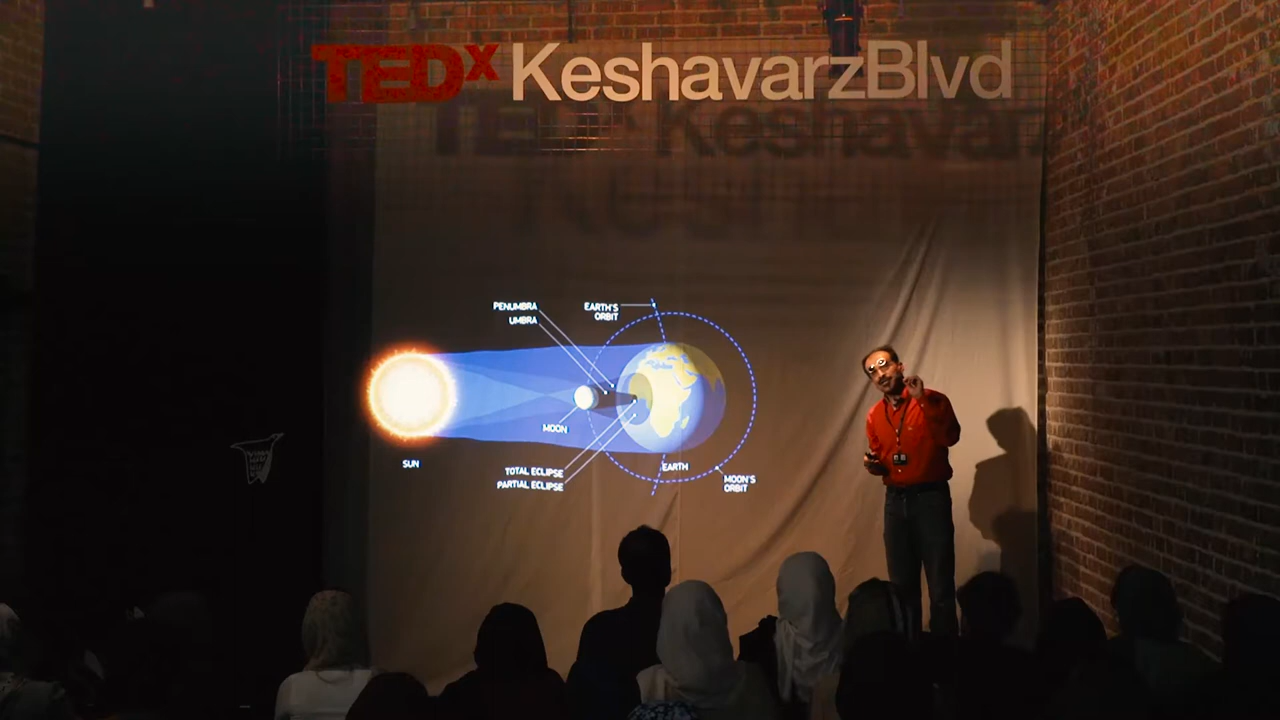 TEDx KeshavarzBlvd
PENUMBRA
UMBRA
EARTH'S
ORBIT
MOON
SUN
TOTAL ECLIPSE
PARTIAL ECLIPSE
EARTH
MOON'S
ORBIT